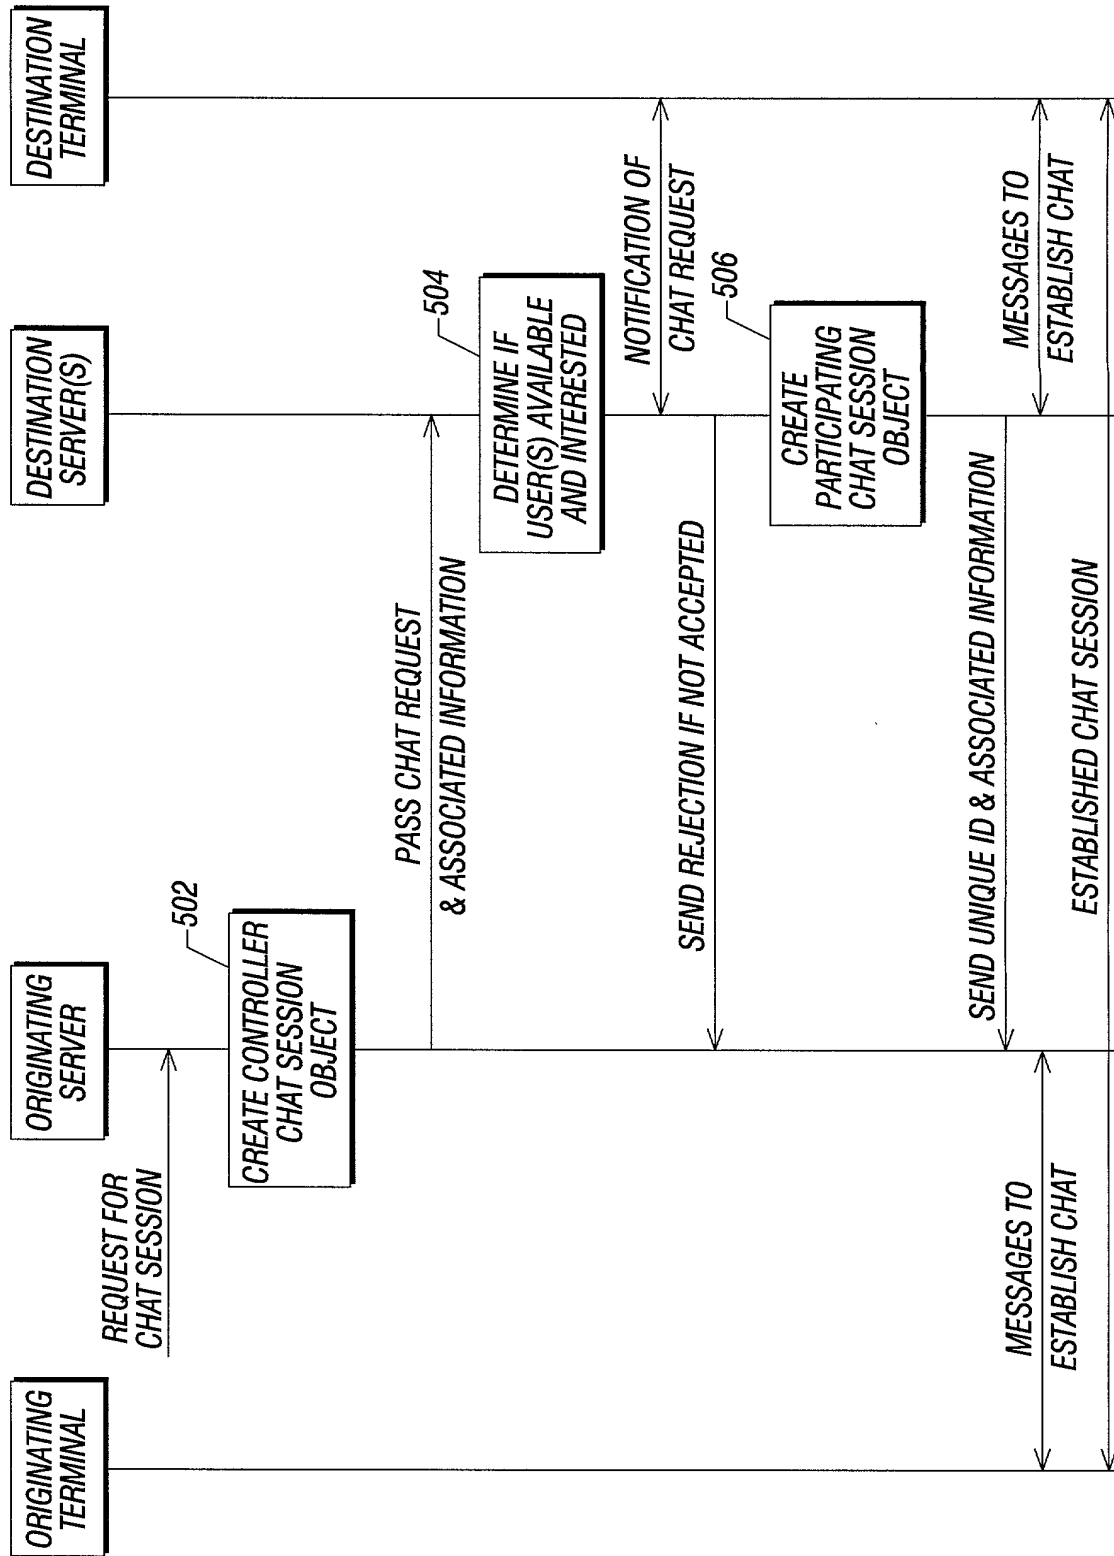 ORIGINATING
TERMINAL
ORIGINATING
SERVER
DESTINATION
SERVER(S)
DESTINATION
TERMINAL
REQUEST FOR
CHAT SESSION
502
CREATE CONTROLLER
CHAT SESSION
OBJECT
PASS CHAT REQUEST
& ASSOCIATED INFORMATION
504
DETERMINE IF
USER(S) AVAILABLE
AND INTERESTED
NOTIFICATION OF
CHAT REQUEST
SEND REJECTION IF NOT ACCEPTED
506
CREATE
PARTICIPATING
CHAT SESSION
OBJECT
SEND UNIQUE ID & ASSOCIATED INFORMATION
MESSAGES TO
ESTABLISH CHAT
MESSAGES TO
ESTABLISH CHAT
ESTABLISHED CHAT SESSION